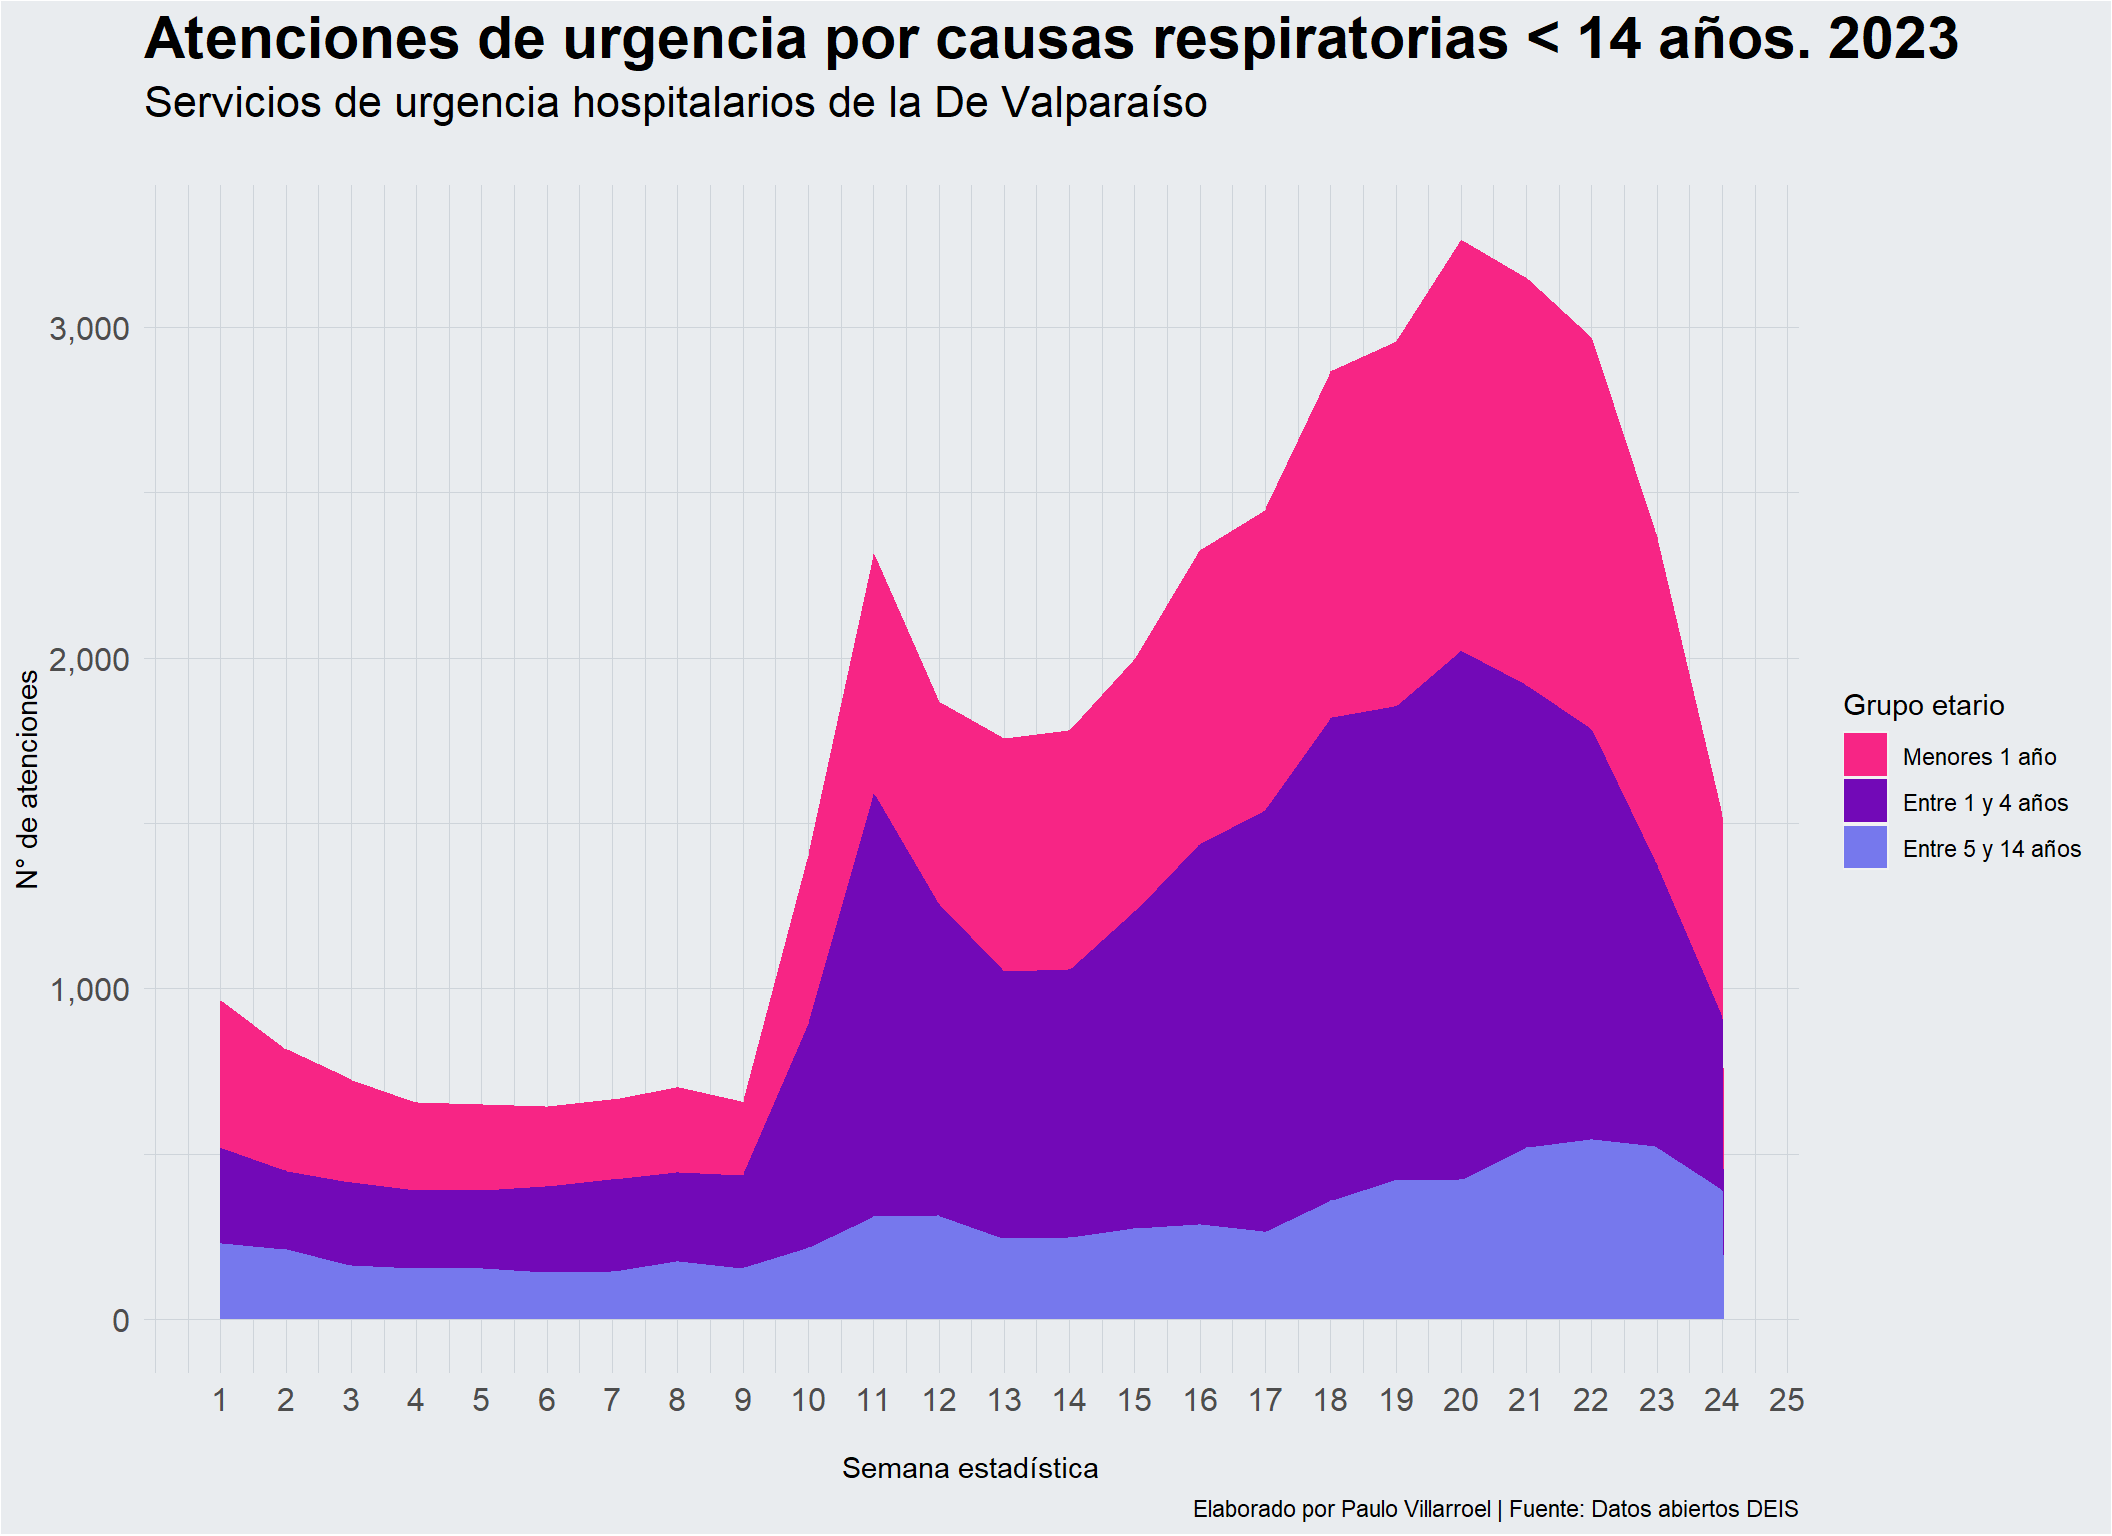 Atenciones de urgencia por causas respiratorias < 14 años. 2023
Servicios de urgencia hospitalarios de la De Valparaíso
3,000
2,000
1,000
0
N° de atenciones
1 2 3 4 5 6 7 8 9 10 11 12 13 14 15 16 17 18 19 20 21 22 23 24 25
Semana estadística
Grupo etario
Menores 1 año
Entre 1 y 4 años
Entre 5 y 14 años
Elaborado por Paulo Villarroel | Fuente: Datos abiertos DEIS